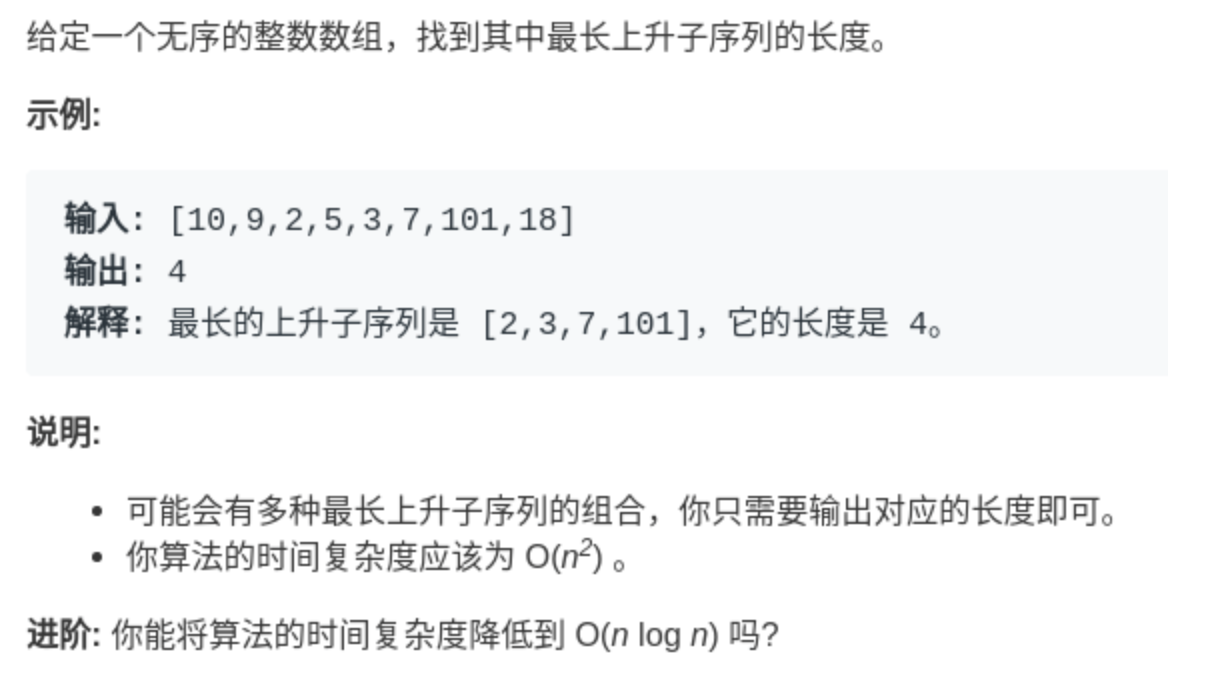 给定一个无序的整数数组，找到其中最长上升子序列的长度。
示例:
输入: [10,9,2,5,3,7,101,18]
输出: 4
解释: 最长的上升子序列是 [2,3,7,101]，它的长度是 4。
说明:
• 可能会有多种最长上升子序列的组合，你只需要输出对应的长度即可。
• 你算法的时间复杂度应该为 O(n²) 。
进阶: 你能将算法的时间复杂度降低到 O(n log n) 吗?